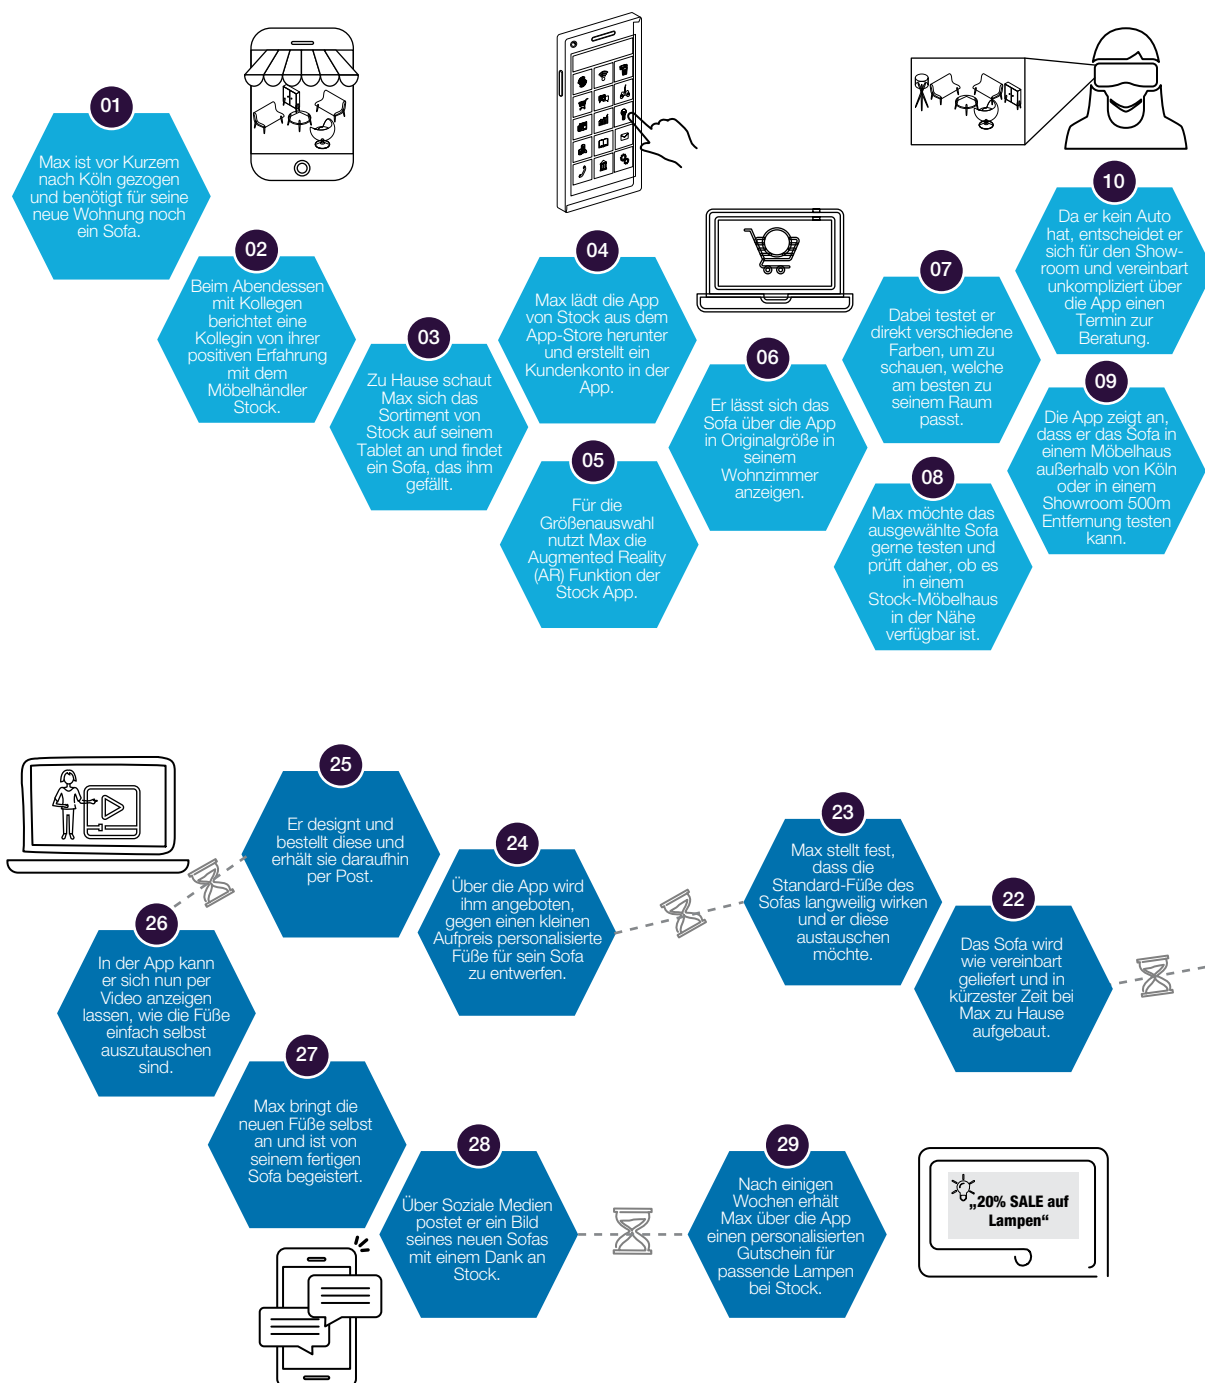 01
Max ist vor Kurzem
nach Köln gezogen
und benötigt für seine
neue Wohnung noch
ein Sofa.
02
Beim Abendessen
mit Kollegen
berichtet eine
Kollegin von ihrer
positiven Erfahrung
mit dem
Möbelhändler
Stock.
03
Zu Hause schaut
Max sich das
Sortiment von
Stock auf seinem
Tablet an und findet
ein Sofa, das ihm
gefällt.
04
Max lädt die App
von Stock aus dem
App-Store herunter
und erstellt ein
Kundenkonto in der
App.
05
Für die
Größenauswahl
nutzt Max die
Augmented Reality
(AR) Funktion der
Stock App.
06
Er lässt sich das
Sofa über die App
in Originalgröße in
seinem
Wohnzimmer
anzeigen.
07
Dabei testet er
direkt verschiedene
Farben, um zu
schauen, welche
am besten zu
seinem Raum
passt.
08
Max möchte das
ausgewählte Sofa
gerne testen und
prüft daher, ob es
in einem
Stock-Möbelhaus
in der Nähe
verfügbar ist.
09
Die App zeigt an,
dass er das Sofa in
einem Möbelhaus
außerhalb von Köln
oder in einem
Showroom 500m
Entfernung testen
kann.
10
Da er kein Auto
hat, entscheidet er
sich für den Show-
room und vereinbart
unkompliziert über
die App einen
Termin zur
Beratung.
22
Das Sofa wird
wie vereinbart
geliefert und in
kürzester Zeit bei
Max zu Hause
aufgebaut.
23
Max stellt fest,
dass die
Standard-Füße des
Sofas langweilig wirken
und er diese
austauschen
möchte.
24
Über die App wird
ihm angeboten,
gegen einen kleinen
Aufpreis personalisierte
Füße für sein Sofa
zu entwerfen.
25
Er designt und
bestellt diese und
erhält sie daraufhin
per Post.
26
In der App kann
er sich nun per
Video anzeigen
lassen, wie die Füße
einfach selbst
auszutauschen
sind.
27
Max bringt die
neuen Füße selbst
an und ist von
seinem fertigen
Sofa begeistert.
28
Über Soziale Medien
postet er ein Bild
seines neuen Sofas
mit einem Dank an
Stock.
29
Nach einigen
Wochen erhält
Max über die App
einen personalisierten
Gutschein für
passende Lampen
bei Stock.
„20% SALE auf
Lampen“